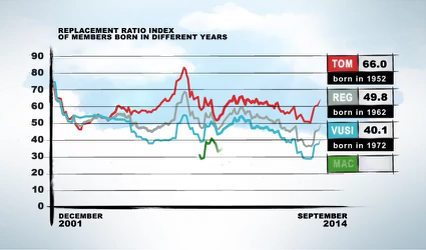 REPLACEMENT RATIO INDEX
OF MEMBERS BORN IN DIFFERENT YEARS
90
80
70
60
50
40
30
20
10
0
DECEMBER
2001
SEPTEMBER
2014
TOM 66.0
born in 1952
REG 49.8
born in 1962
VUSI 40.1
born in 1972
MAC